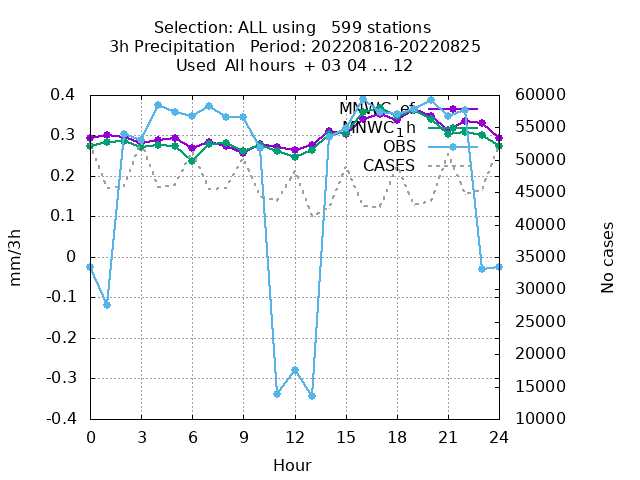 Selection: ALL using   599 stations
3h Precipitation   Period: 20220816-20220825
Used  All hours  + 03 04 ... 12
mm/3h
No cases
0.4
0.3
0.2
0.1
0
-0.1
-0.2
-0.3
-0.4
60000
55000
50000
45000
40000
35000
30000
25000
20000
15000
10000
MNWC_ef
MNWC1h
OBS
CASES
0 3 6 9 12 15 18 21 24
Hour